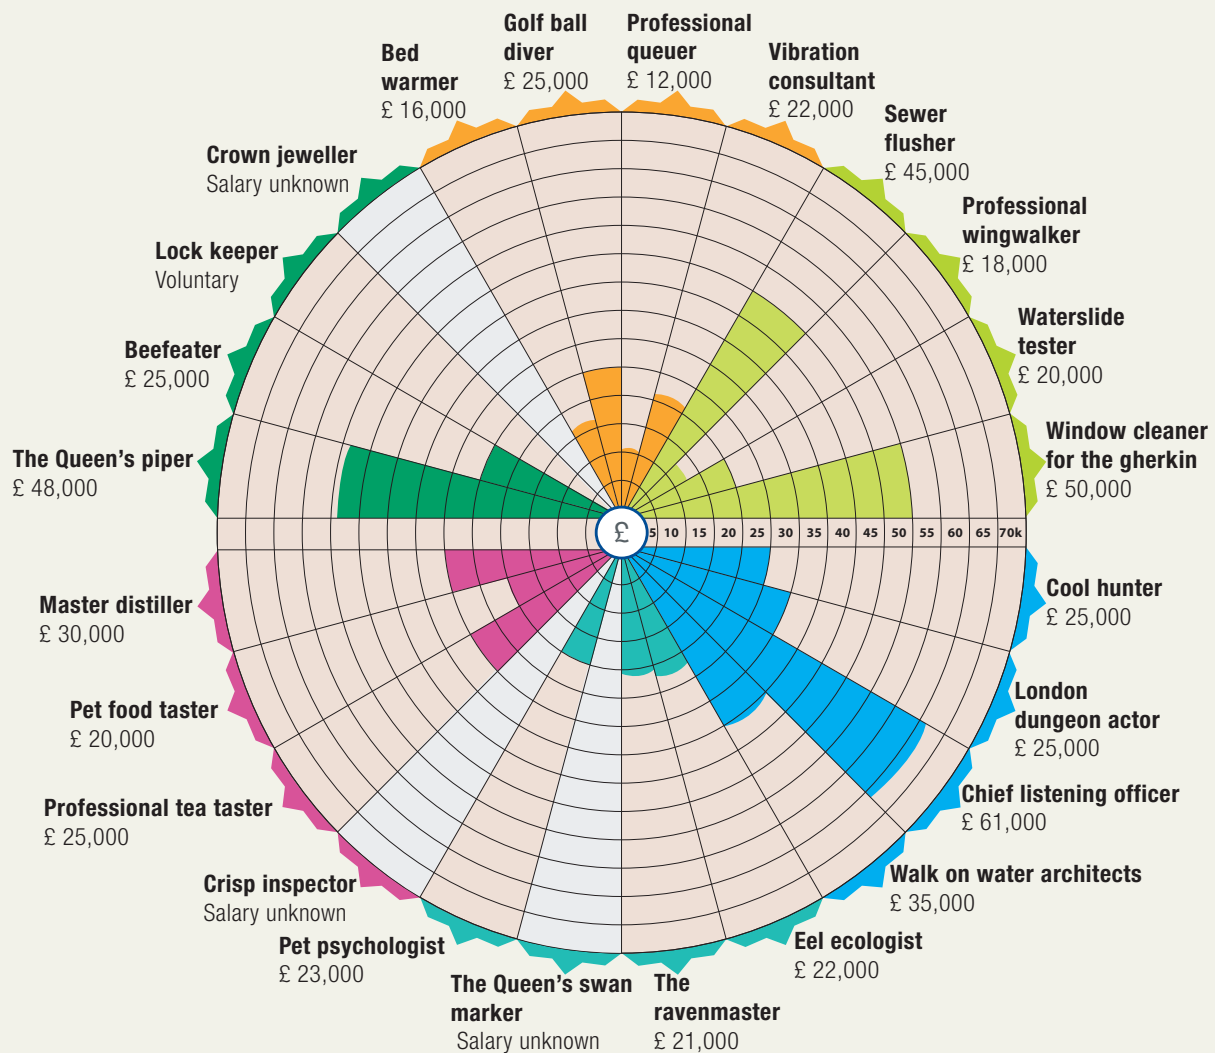 Golf ball
diver
£ 25,000
Professional
queuer
£ 12,000
Vibration
consultant
£ 22,000
Sewer
flusher
£ 45,000
Professional
wingwalker
£ 18,000
Waterslide
tester
£ 20,000
Window cleaner
for the gherkin
£ 50,000
£ 5 10 15 20 25 30 35 40 45 50 55 60 65 70k
Cool hunter
£ 25,000
London
dungeon actor
£ 25,000
Chief listening officer
£ 61,000
Walk on water architects
£ 35,000
Eel ecologist
£ 22,000
The
ravenmaster
£ 21,000
The Queen's swan
marker
Salary unknown
Pet psychologist
£ 23,000
Crisp inspector
Salary unknown
Professional tea taster
£ 25,000
Pet food taster
£ 20,000
Master distiller
£ 30,000
The Queen's piper
£ 48,000
Beefeater
£ 25,000
Lock keeper
Voluntary
Crown jeweller
Salary unknown
Bed
warmer
£ 16,000